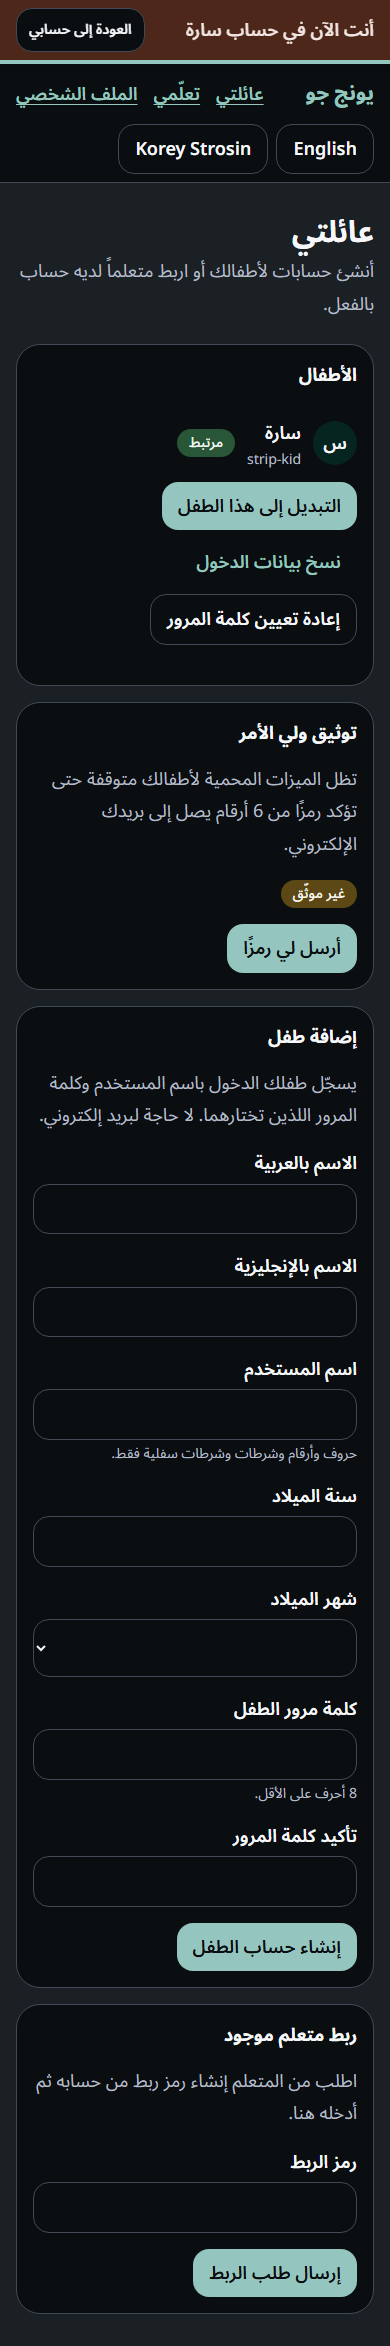 أنت الآن في حساب سارة
العودة إلى حسابي
يونج جو
عائلتي
تعلّمي
الملف الشخصي
English
Korey Strosin
عائلتي
أنشئ حسابات لأطفالك أو اربط متعلماً لديه حساب
بالفعل.
الأطفال
س
سارة
مرتبط
strip-kid
التبديل إلى هذا الطفل
نسخ بيانات الدخول
إعادة تعيين كلمة المرور
توثيق ولي الأمر
تظل الميزات المحمية لأطفالك متوقفة حتى
تؤكد رمزًا من 6 أرقام يصل إلى بريدك
الإلكتروني.
غير موثّق
أرسل لي رمزًا
إضافة طفل
يسجّل طفلك الدخول باسم المستخدم وكلمة
المرور اللذين تختارهما. لا حاجة لبريد إلكتروني.
الاسم بالعربية
الاسم بالإنجليزية
اسم المستخدم
حروف وأرقام وشرطات وشرطات سفلية فقط.
سنة الميلاد
شهر الميلاد
كلمة مرور الطفل
8 أحرف على الأقل.
تأكيد كلمة المرور
إنشاء حساب الطفل
ربط متعلم موجود
اطلب من المتعلم إنشاء رمز ربط من حسابه ثم
أدخله هنا.
رمز الربط
إرسال طلب الربط